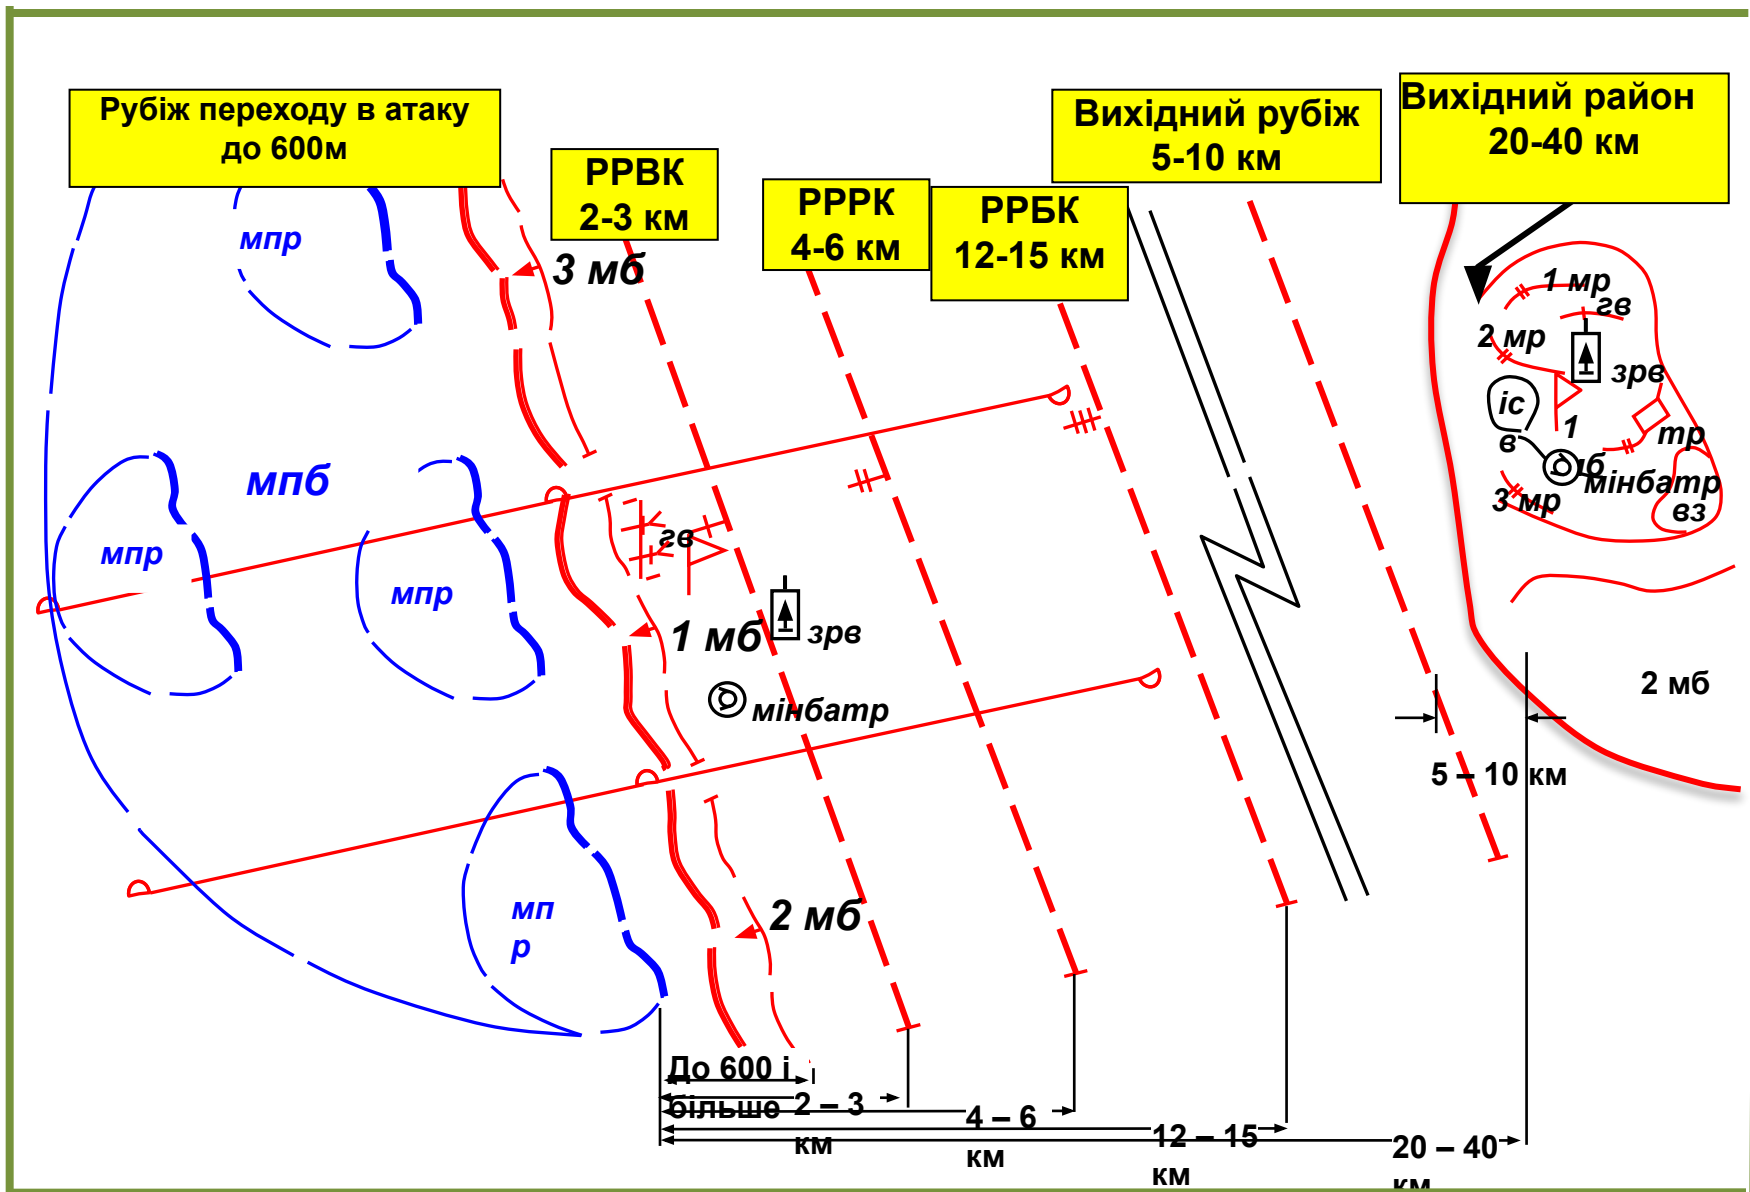 Рубіж переходу в атаку
до 600м
РРВК
2-3 км
РРРК
4-6 км
РРБК
12-15 км
Вихідний рубіж
5-10 км
Вихідний район
20-40 км
мпр
3 мб
мпб
мпр
мпр
гв
1 мб
зрв
мінбатр
мп
р
2 мб
1 мр
гв
2 мр
зрв
іс
в
1
тр
б
мінбатр
3 мр
вз
2 мб
5 – 10 км
До 600 і
більше
2 – 3
км
4 – 6
км
12 – 15
км
20 – 40
км